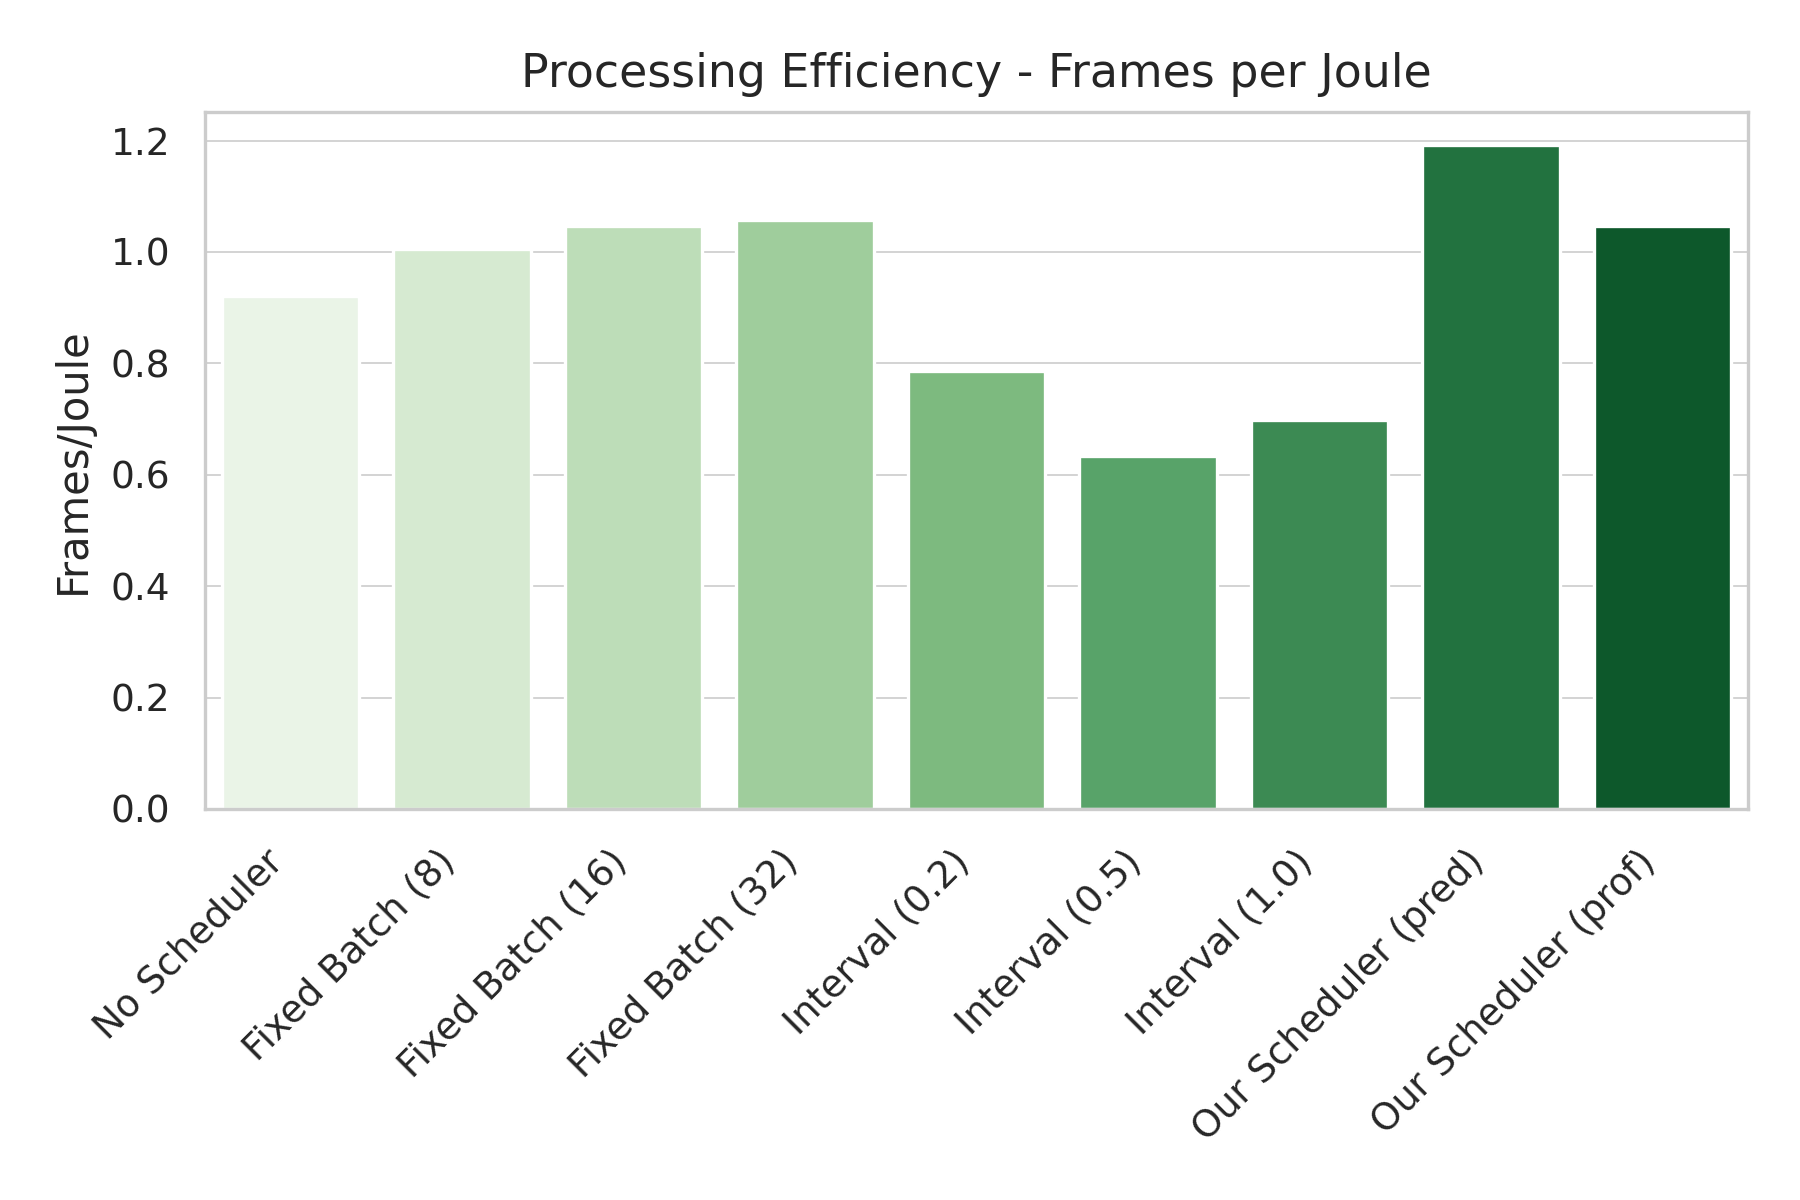 Processing Efficiency - Frames per Joule
Frames/Joule
1.2
1.0
0.8
0.6
0.4
0.2
0.0
No Scheduler
Fixed Batch (8)
Fixed Batch (16)
Fixed Batch (32)
Interval (0.2)
Interval (0.5)
Interval (1.0)
Our Scheduler (pred)
Our Scheduler (prof)